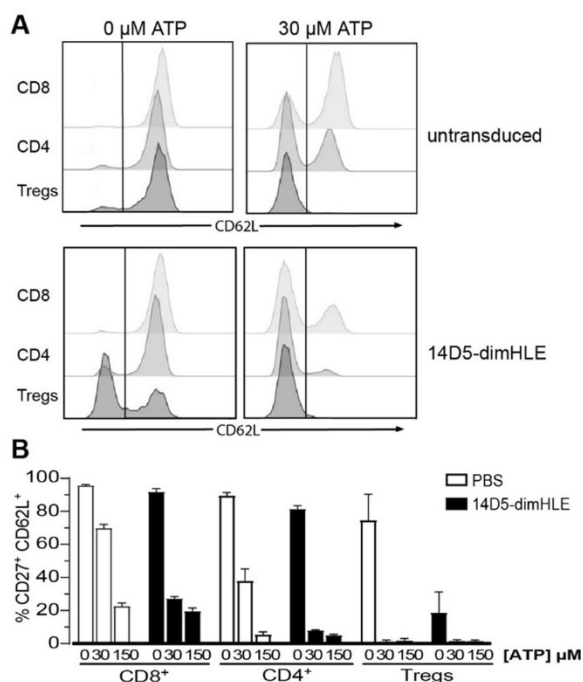 A
0 µM ATP 30 µM ATP
CD8
CD4
Tregs
untransduced
CD62L CD62L
CD8
CD4
Tregs
14D5-dimHLE
CD62L CD62L
B
% CD27⁺ CD62L⁺
100
80
60
40
20
0
PBS
14D5-dimHLE
0 30 150 0 30 150 0 30 150 0 30 150 0 30 150 0 30 150 [ATP] µM
CD8⁺ CD4⁺ Tregs